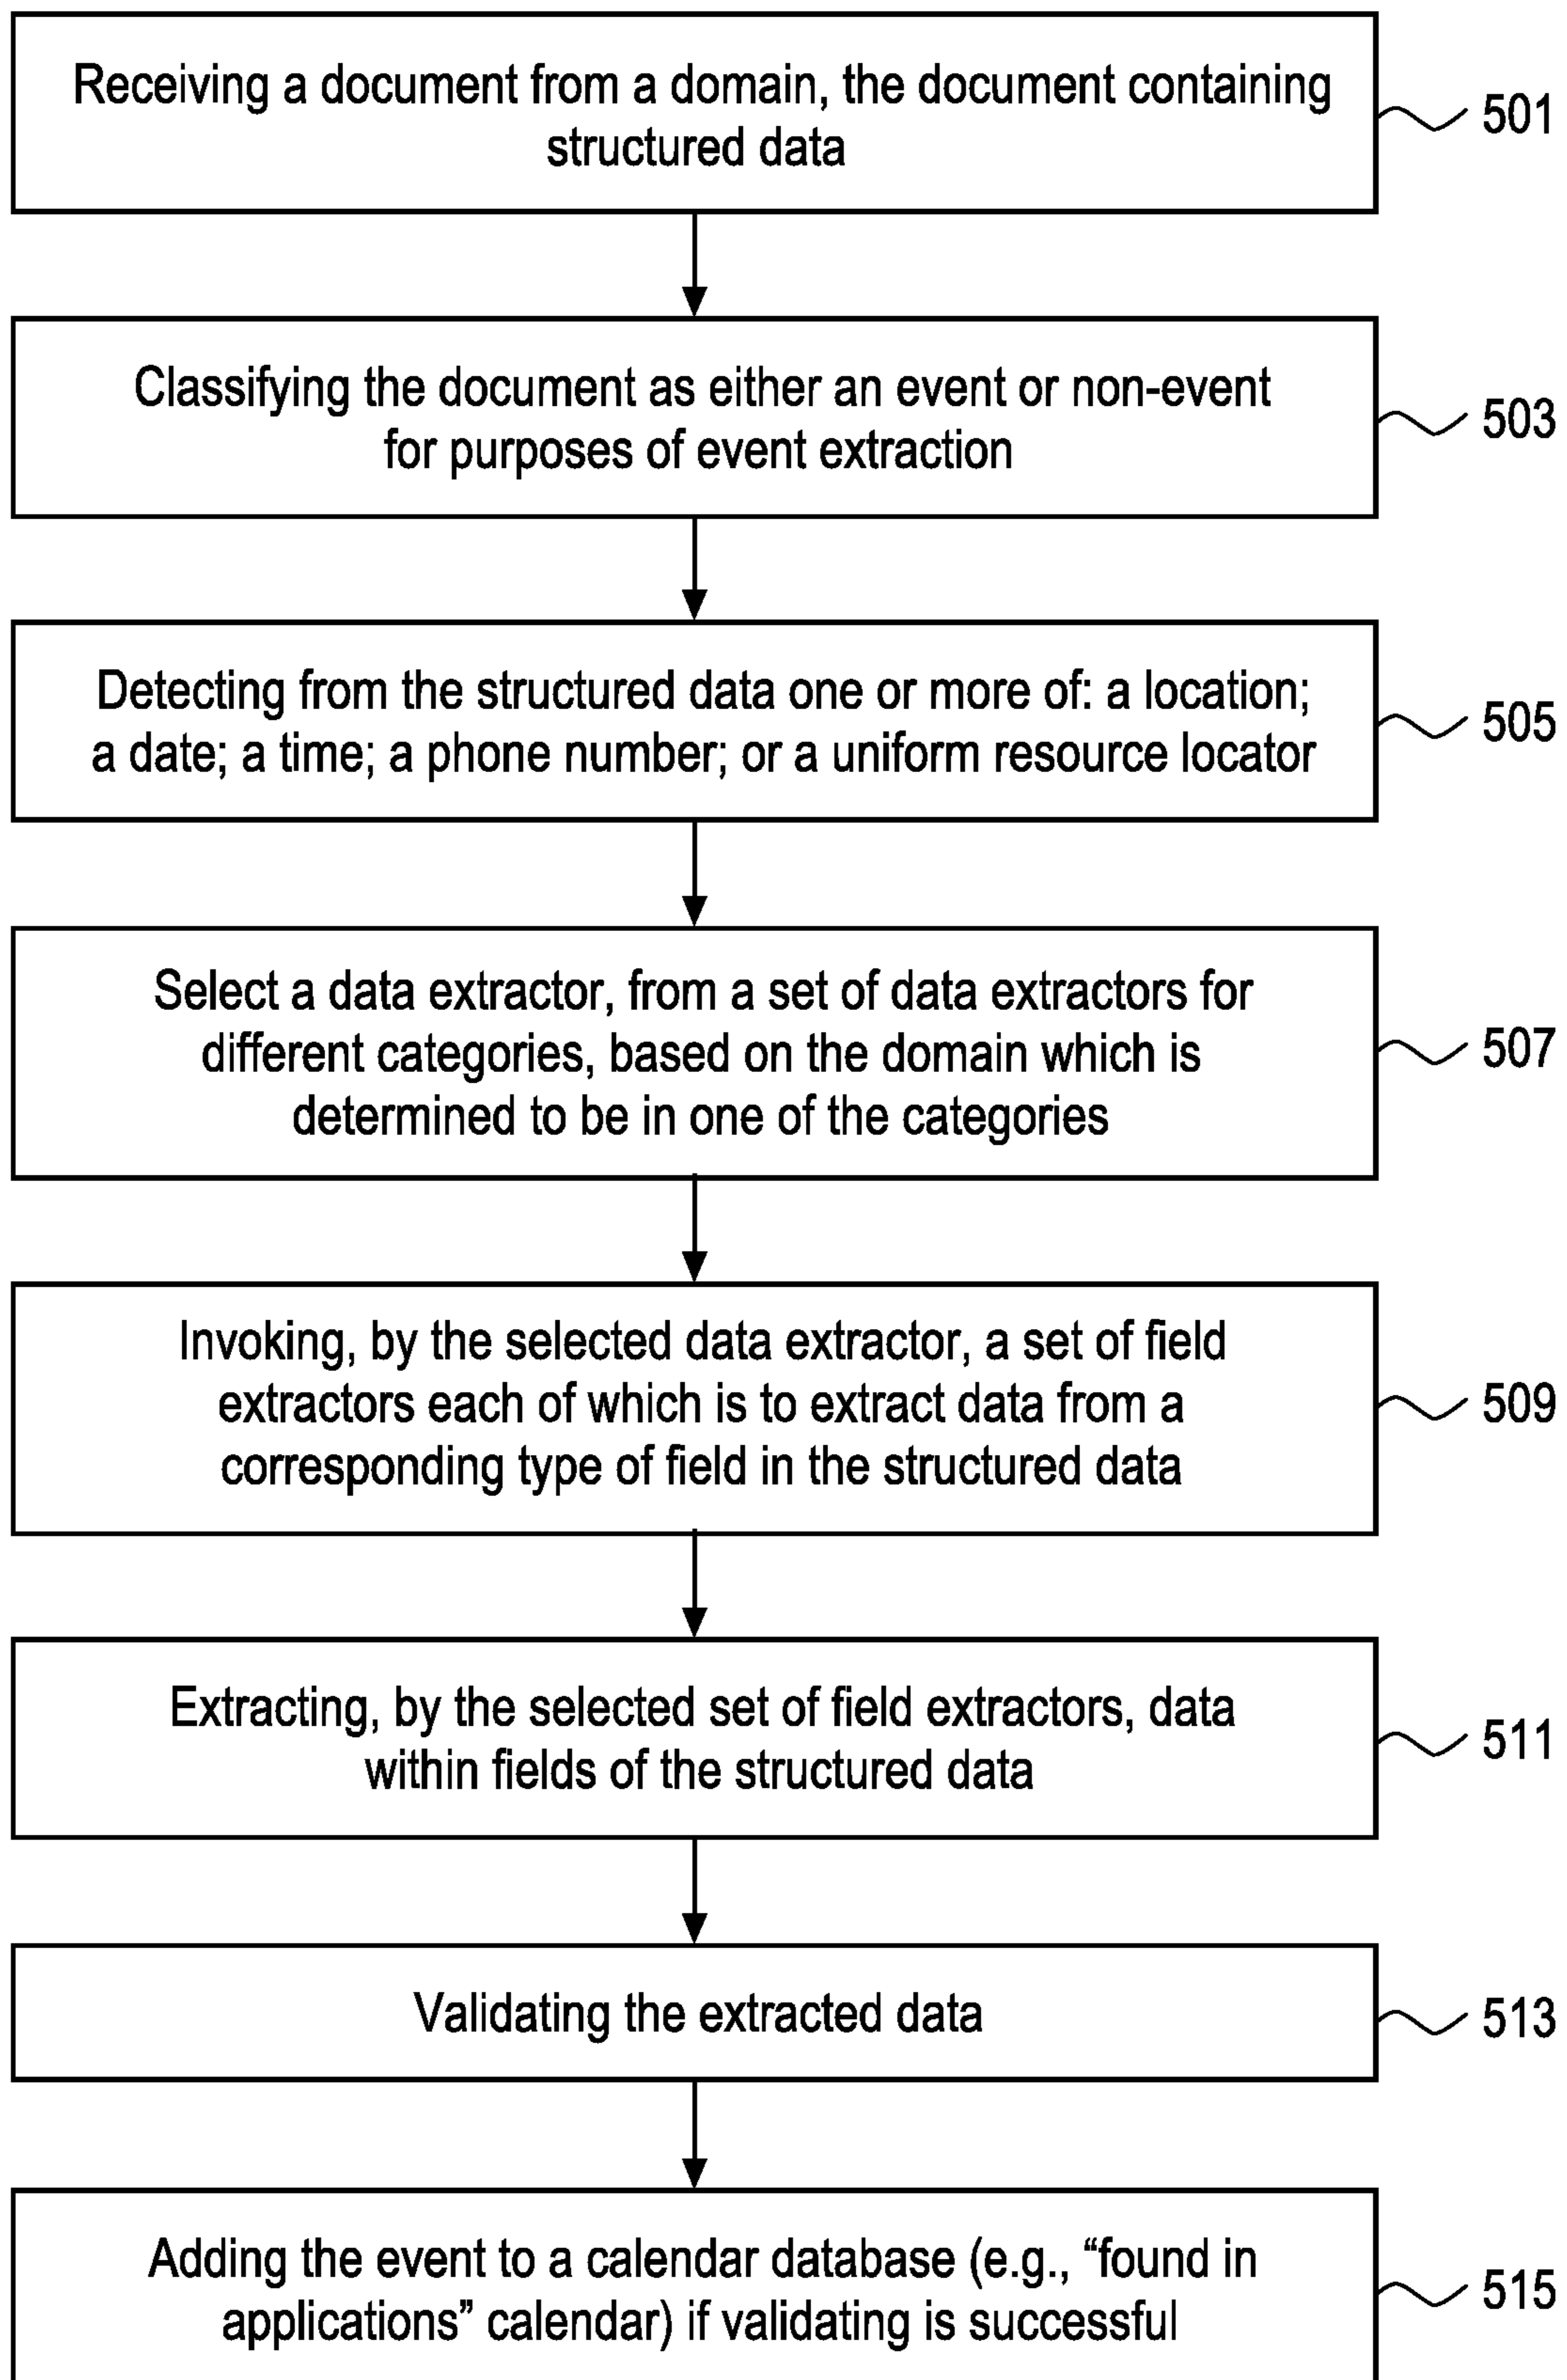 Receiving a document from a domain, the document containing
structured data
501
Classifying the document as either an event or non-event
for purposes of event extraction
503
Detecting from the structured data one or more of: a location;
a date; a time; a phone number; or a uniform resource locator
505
Select a data extractor, from a set of data extractors for
different categories, based on the domain which is
determined to be in one of the categories
507
Invoking, by the selected data extractor, a set of field
extractors each of which is to extract data from a
corresponding type of field in the structured data
509
Extracting, by the selected set of field extractors, data
within fields of the structured data
511
Validating the extracted data
513
Adding the event to a calendar database (e.g., “found in
applications” calendar) if validating is successful
515